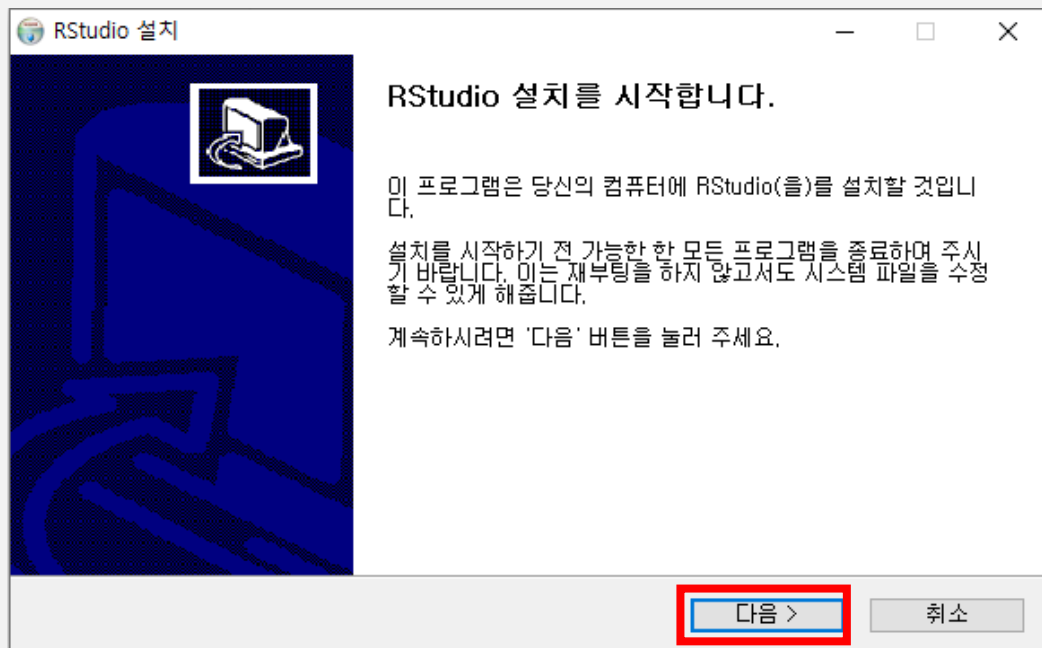 RStudio 설치
RStudio 설치를 시작합니다.
이 프로그램은 당신의 컴퓨터에 RStudio(을)를 설치할 것입니
다.
설치를 시작하기 전 가능한 한 모든 프로그램을 종료하여 주시
기 바랍니다. 이는 재부팅을 하지 않고서도 시스템 파일을 수정
할 수 있게 해줍니다.
계속하시려면 '다음' 버튼을 눌러 주세요.
다음 >
취소